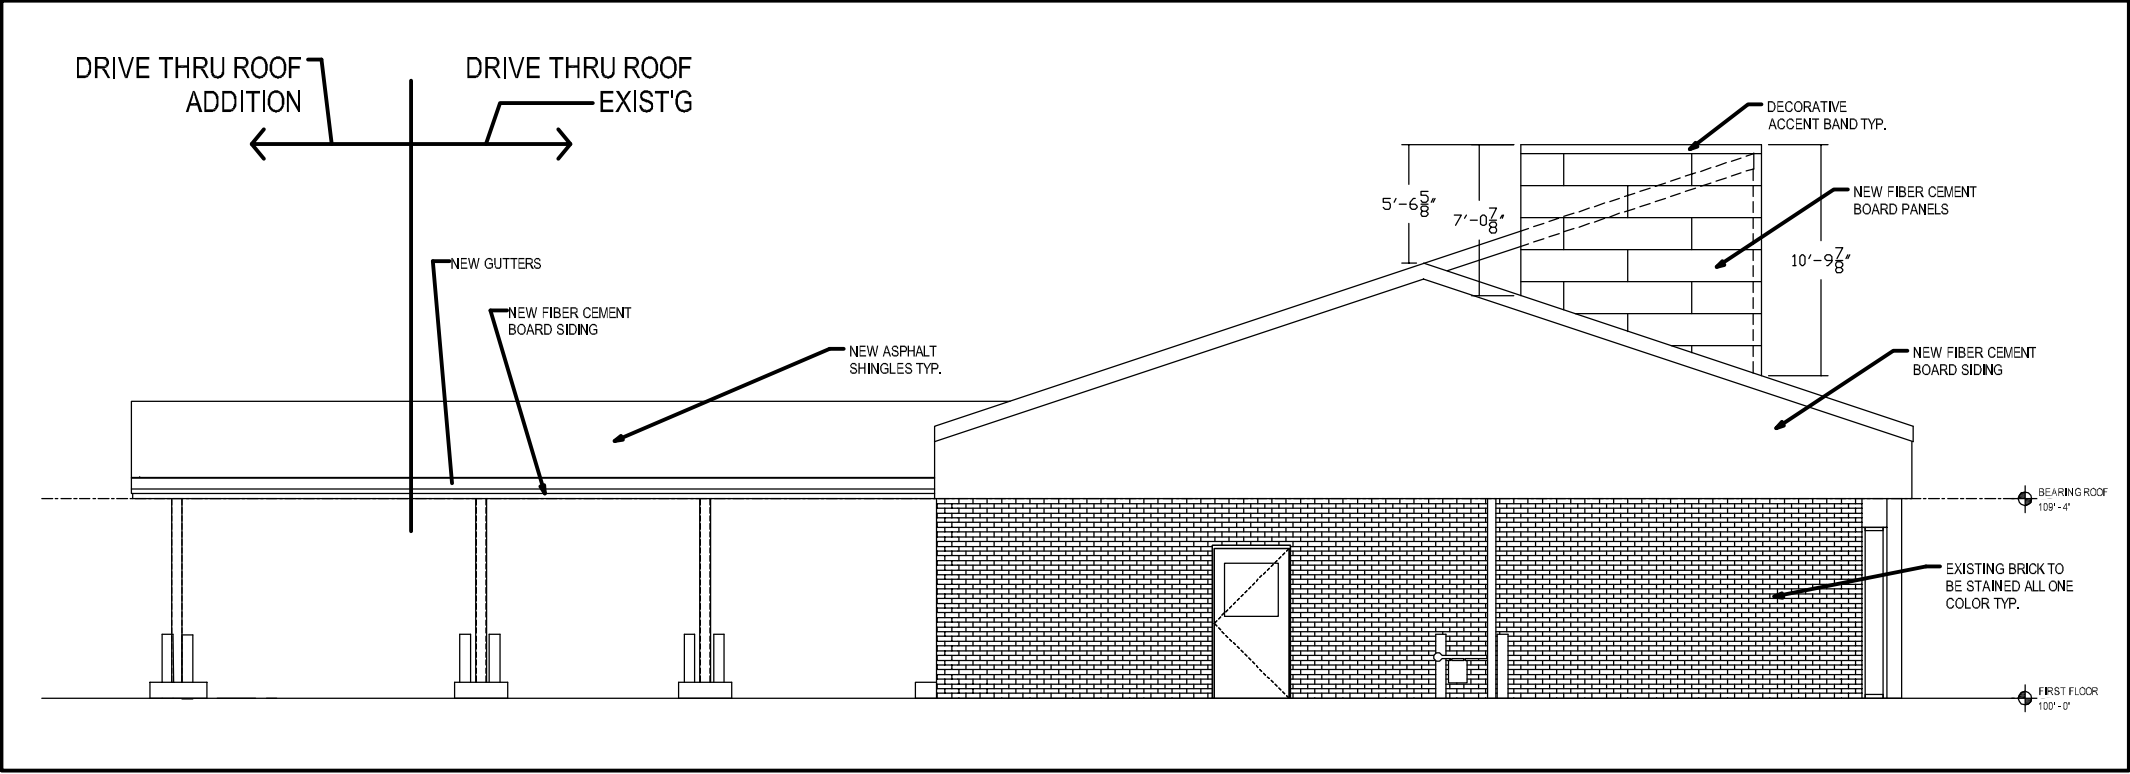 DRIVE THRU ROOF
ADDITION
DRIVE THRU ROOF
EXIST'G
DECORATIVE
ACCENT BAND TYP.
5'-6 5/8"
7'-0 7/8"
NEW FIBER CEMENT
BOARD PANELS
10'-9 7/8"
NEW GUTTERS
NEW FIBER CEMENT
BOARD SIDING
NEW ASPHALT
SHINGLES TYP.
NEW FIBER CEMENT
BOARD SIDING
BEARING ROOF
109' - 4"
EXISTING BRICK TO
BE STAINED ALL ONE
COLOR TYP.
FIRST FLOOR
100' - 0"